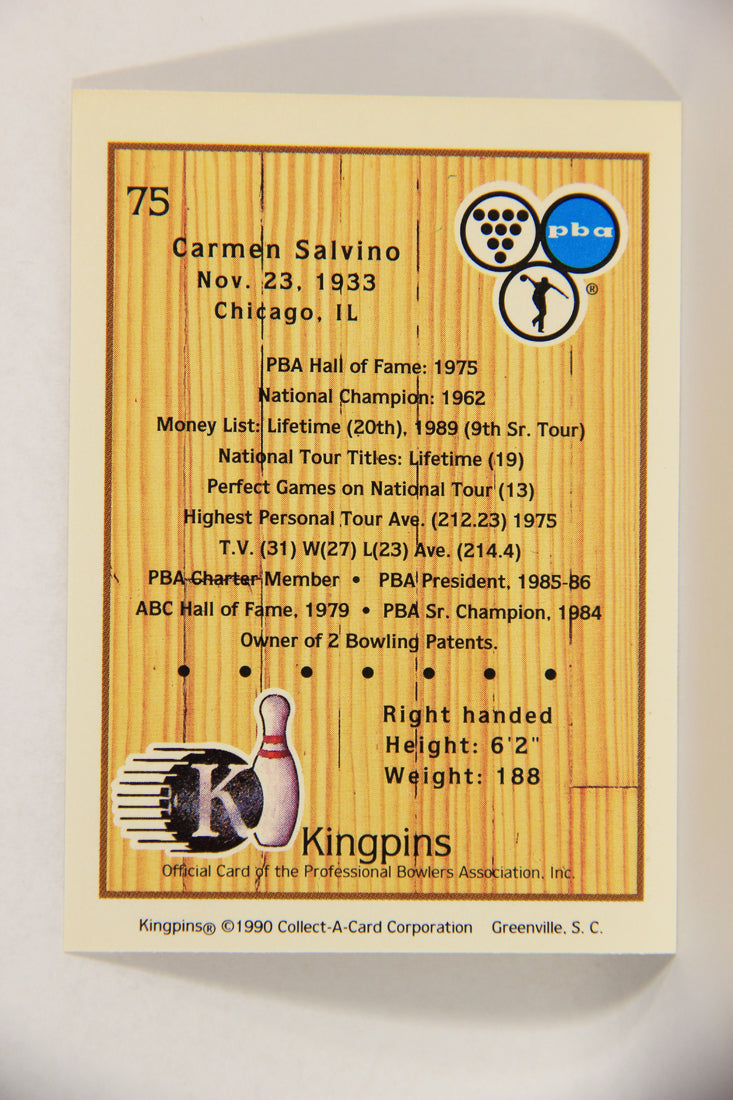 75
pba
®
Carmen Salvino
Nov. 23, 1933
Chicago, IL
PBA Hall of Fame: 1975
National Champion: 1962
Money List: Lifetime (20th), 1989 (9th Sr. Tour)
National Tour Titles: Lifetime (19)
Perfect Games on National Tour (13)
Highest Personal Tour Ave. (212.23) 1975
T.V. (31) W(27) L(23) Ave. (214.4)
PBA Charter Member • PBA President, 1985-86
ABC Hall of Fame, 1979 • PBA Sr. Champion, 1984
Owner of 2 Bowling Patents.
Right handed
Height: 6'2"
Weight: 188
K
Kingpins
Official Card of the Professional Bowlers Association, Inc.
Kingpins® ©1990 Collect-A-Card Corporation Greenville, S. C.